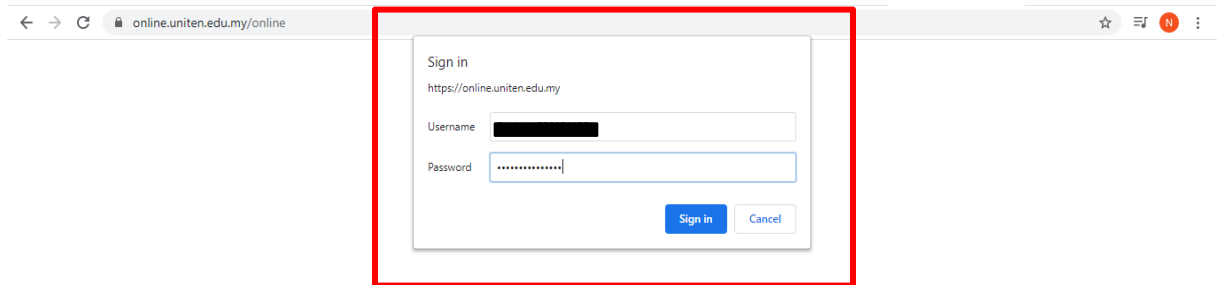 online.uniten.edu.my/online
N
Sign in
https://online.uniten.edu.my
Username
Password •••••••••••••••
Sign in Cancel